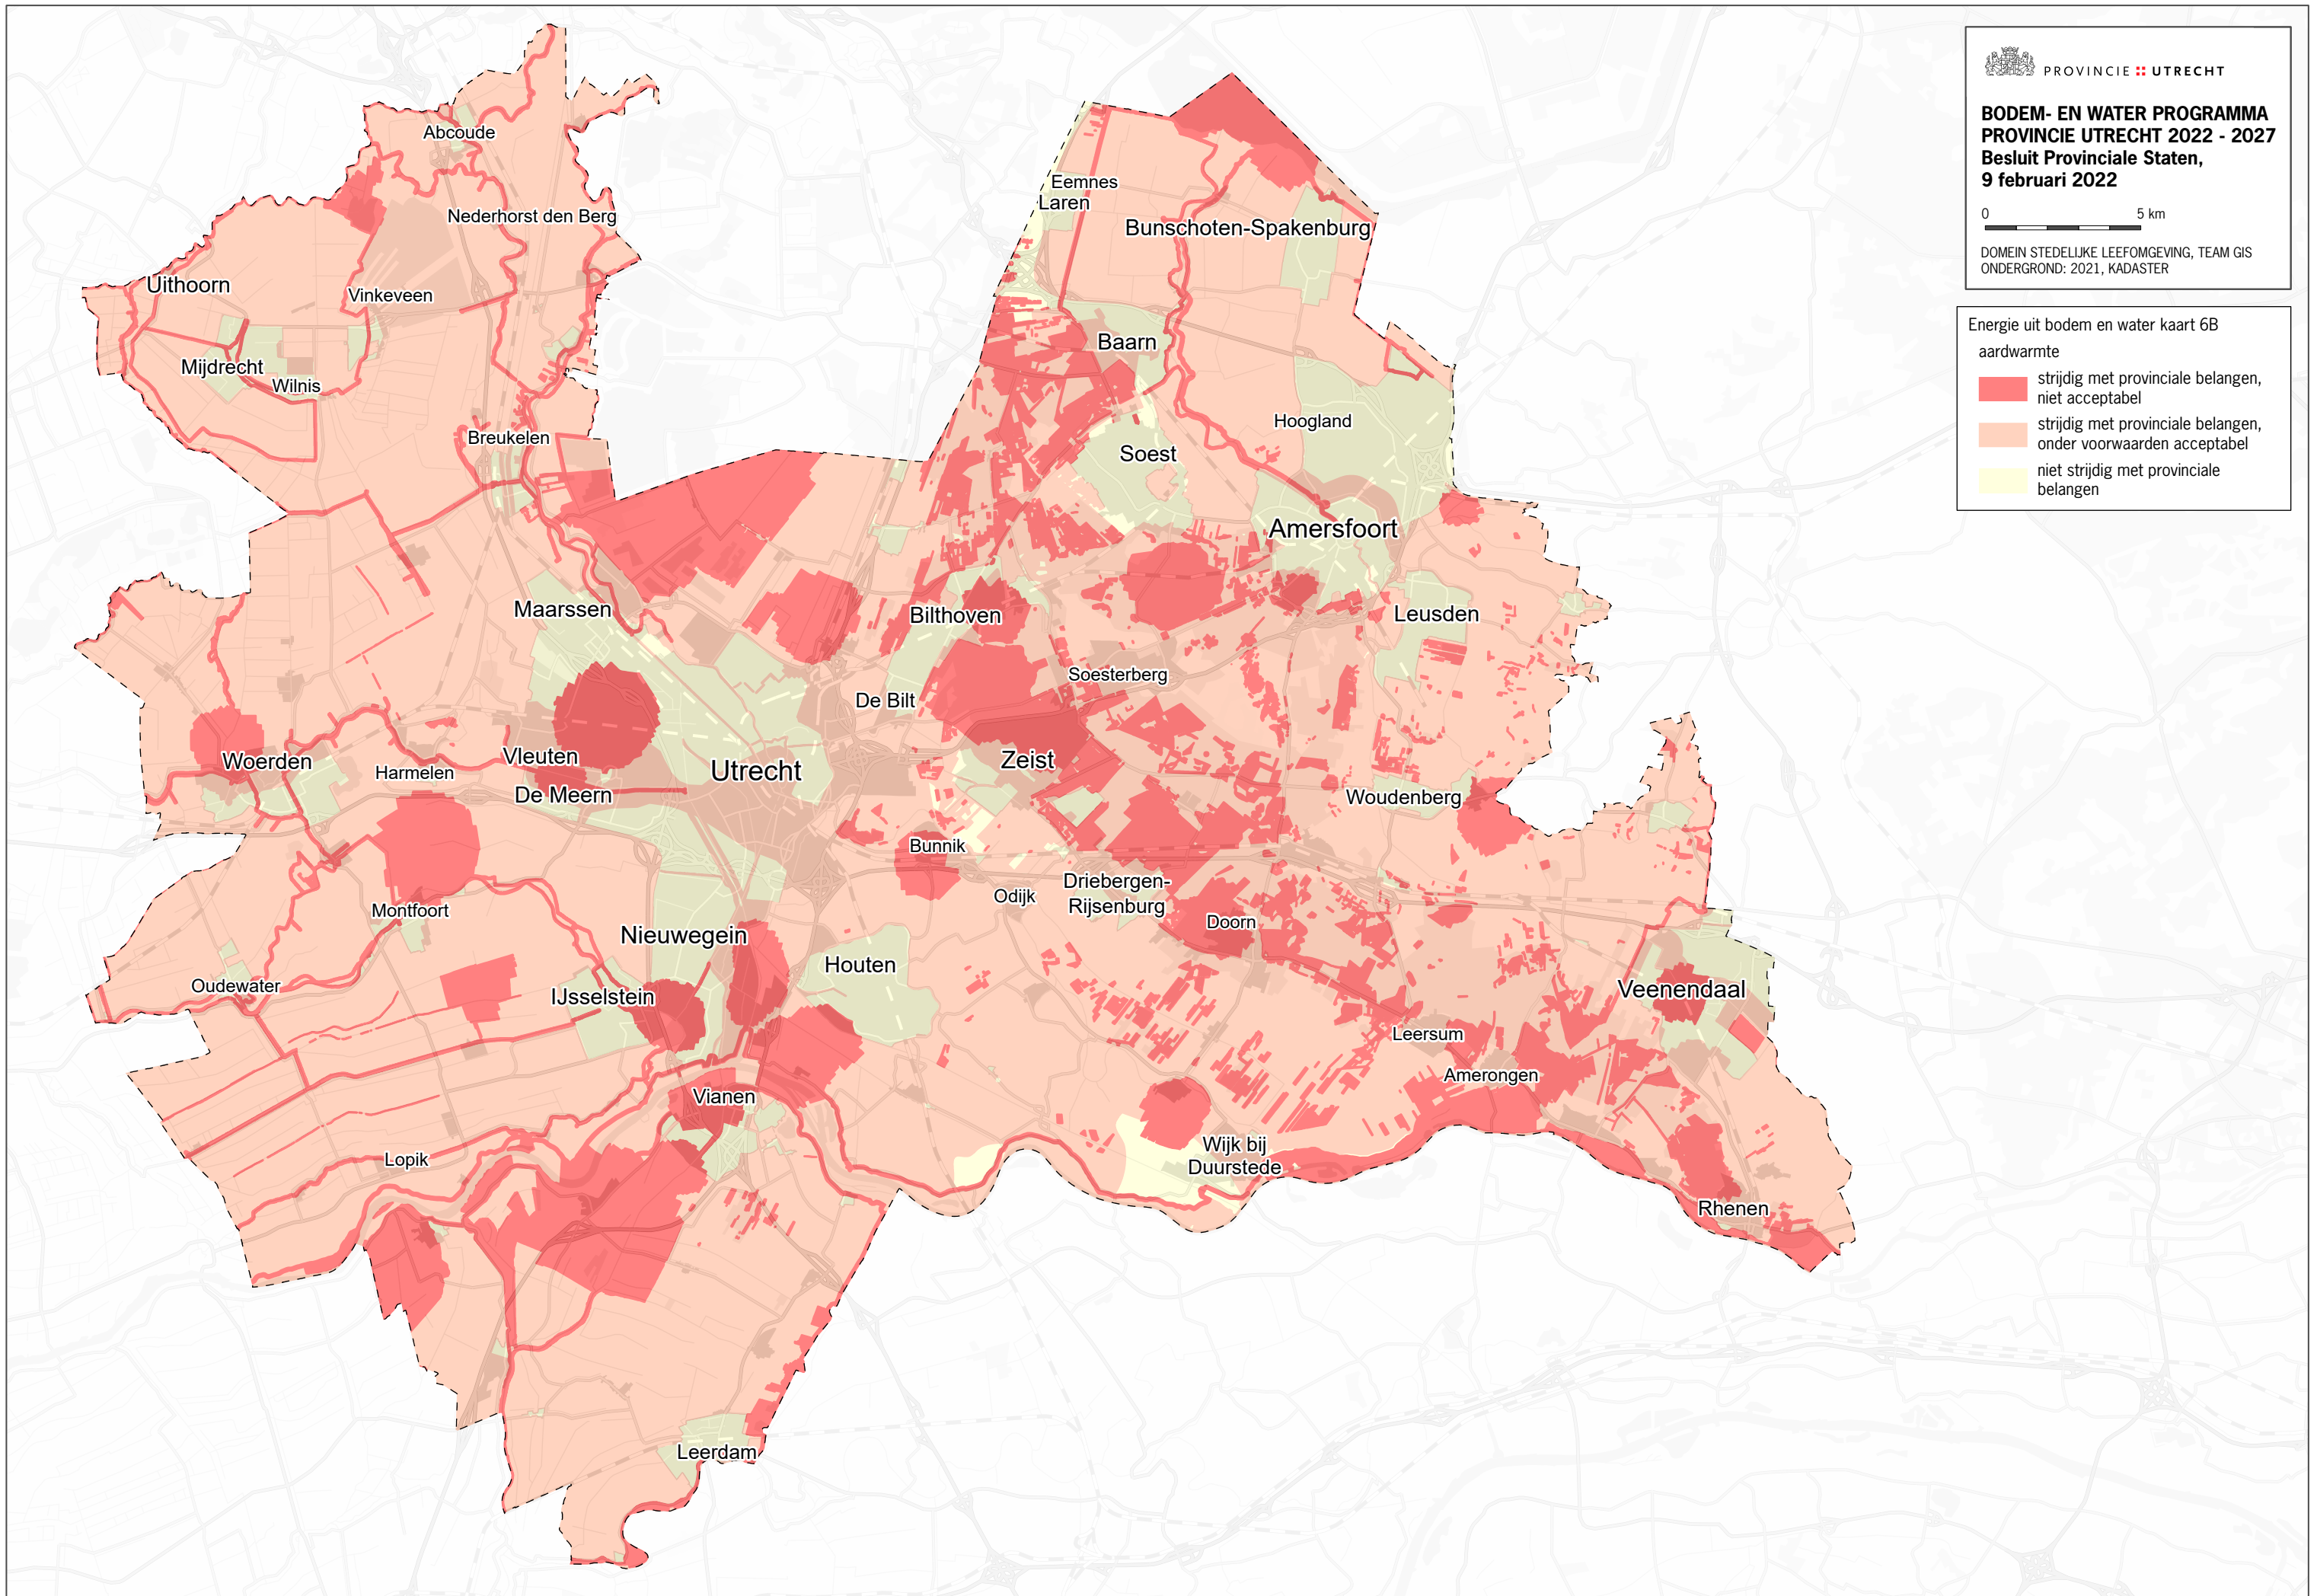 PROVINCIE UTRECHT
BODEM- EN WATER PROGRAMMA
PROVINCIE UTRECHT 2022 - 2027
Besluit Provinciale Staten,
9 februari 2022
0 5 km
DOMEIN STEDELIJKE LEEFOMGEVING, TEAM GIS
ONDERGROND: 2021, KADASTER
Energie uit bodem en water kaart 6B
aardwarmte
strijdig met provinciale belangen,
niet acceptabel
strijdig met provinciale belangen,
onder voorwaarden acceptabel
niet strijdig met provinciale
belangen
Abcoude
Eemnes
Laren
Nederhorst den Berg
Bunschoten-Spakenburg
Uithoorn
Vinkeveen
Baarn
Mijdrecht
Wilnis
Hoogland
Breukelen
Soest
Amersfoort
Maarssen
Bilthoven
Leusden
Soesterberg
De Bilt
Vleuten
Zeist
Woerden
Harmelen
Utrecht
De Meern
Woudenberg
Bunnik
Driebergen-
Rijsenburg
Odijk
Montfoort
Doorn
Nieuwegein
Houten
Oudewater
IJsselstein
Veenendaal
Leersum
Amerongen
Vianen
Wijk bij
Duurstede
Lopik
Rhenen
Leerdam